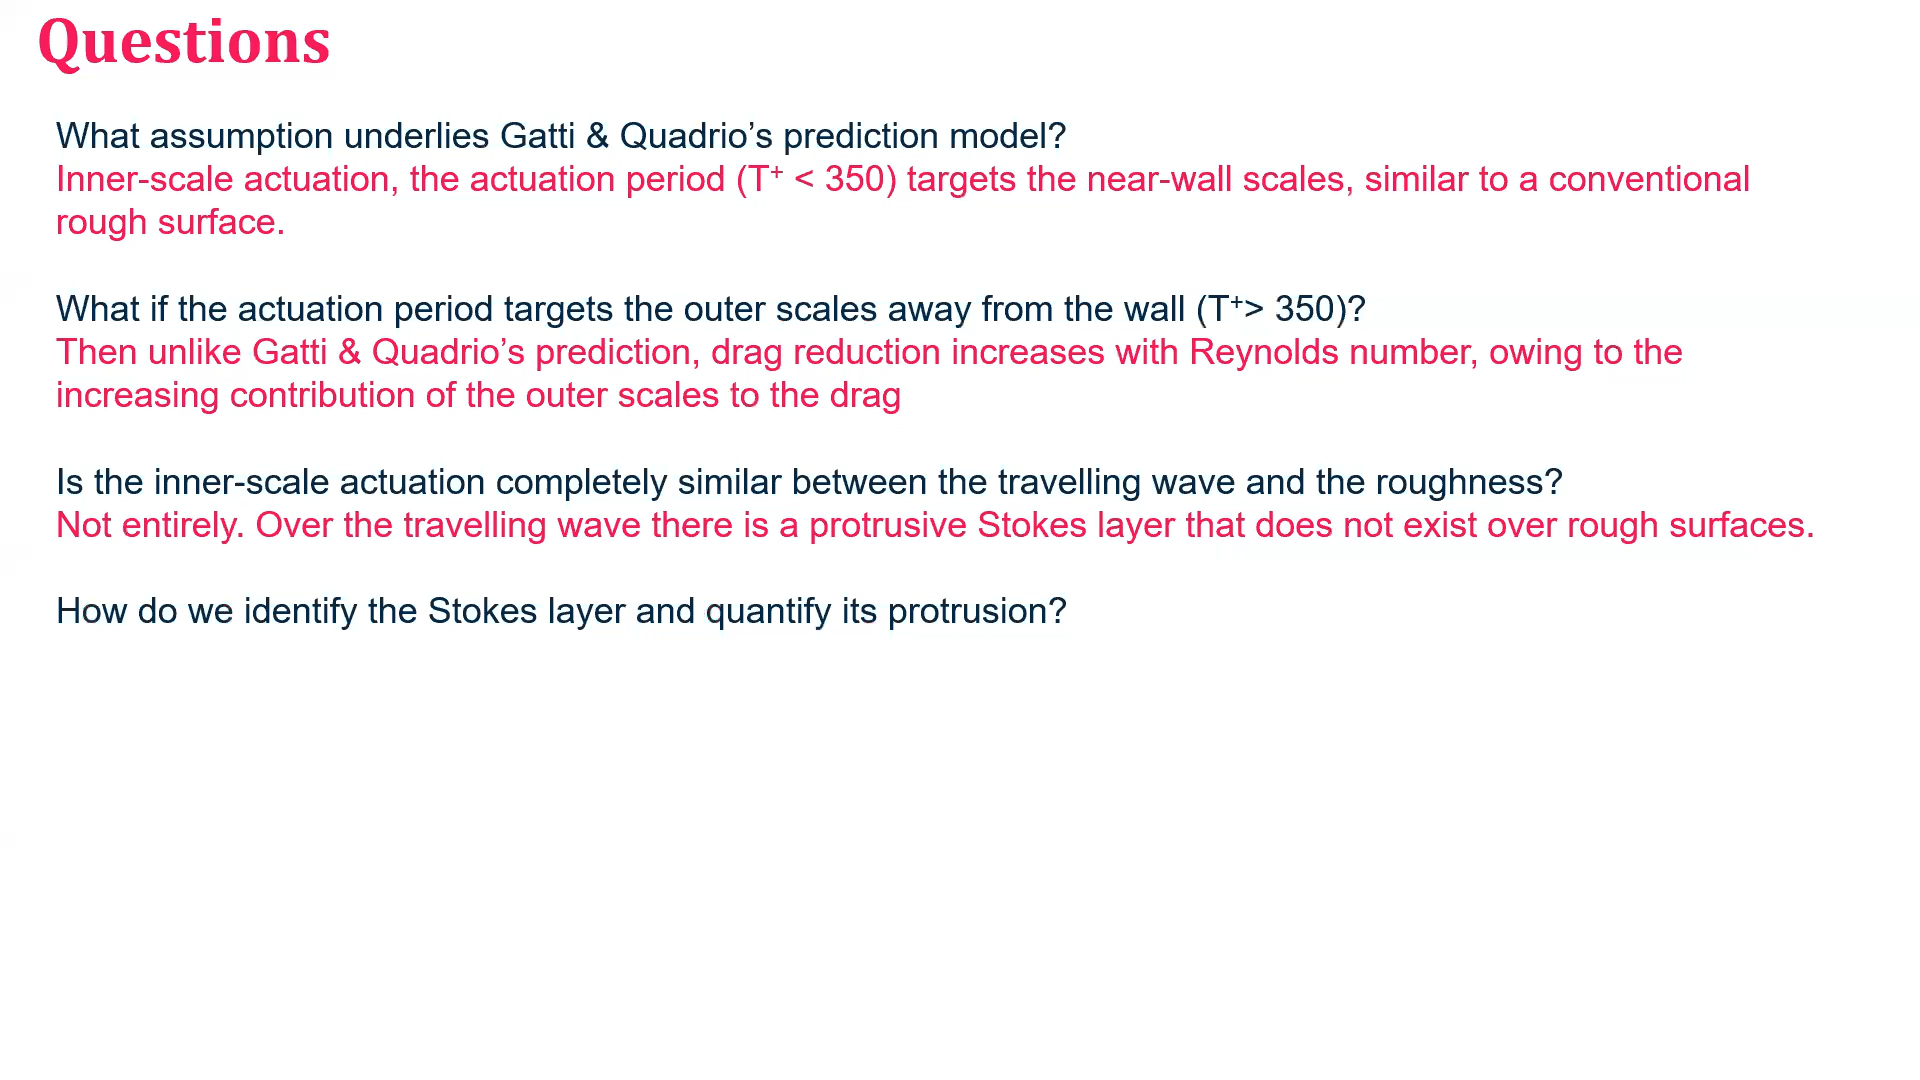 Questions
What assumption underlies Gatti & Quadrio’s prediction model?
Inner-scale actuation, the actuation period (T⁺ < 350) targets the near-wall scales, similar to a conventional
rough surface.
What if the actuation period targets the outer scales away from the wall (T⁺> 350)?
Then unlike Gatti & Quadrio’s prediction, drag reduction increases with Reynolds number, owing to the
increasing contribution of the outer scales to the drag
Is the inner-scale actuation completely similar between the travelling wave and the roughness?
Not entirely. Over the travelling wave there is a protrusive Stokes layer that does not exist over rough surfaces.
How do we identify the Stokes layer and quantify its protrusion?